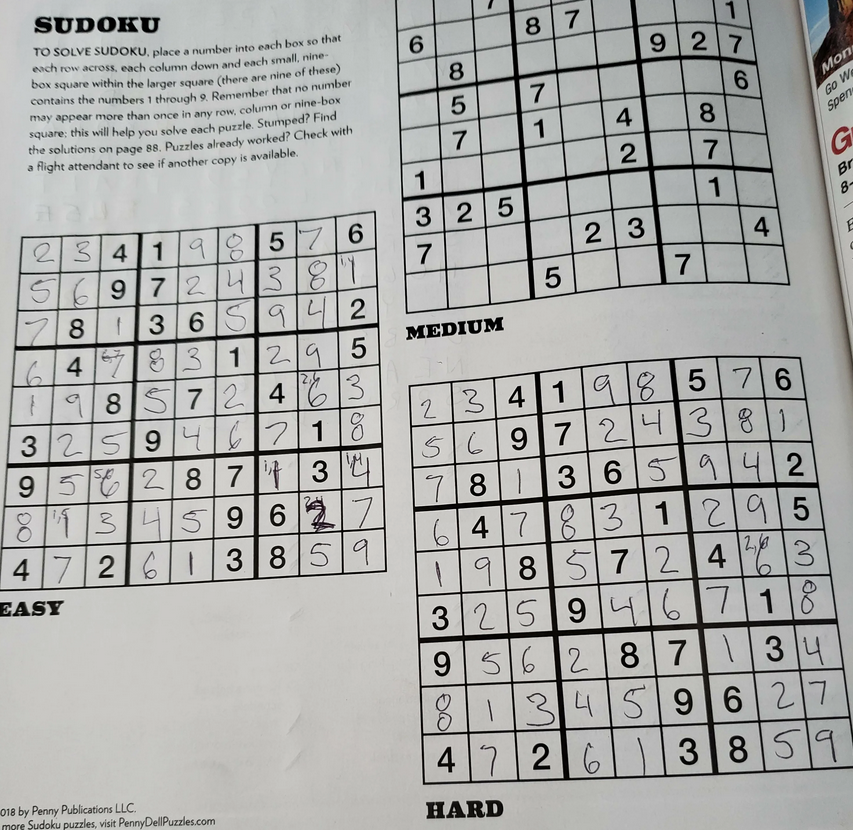 SUDOKU
TO SOLVE SUDOKU, place a number into each box so that
each row across, each column down and each small, nine-
box square within the larger square (there are nine of these)
contains the numbers 1 through 9. Remember that no number
may appear more than once in any row, column or nine-box
square; this will help you solve each puzzle. Stumped? Find
the solutions on page 88. Puzzles already worked? Check with
a flight attendant to see if another copy is available.
2 3 4 1 9 8 5 7 6
5 6 9 7 2 4 3 8 1
7 8 1 3 6 5 9 4 2
6 4 7 8 3 1 2 9 5
1 9 8 5 7 2 4 6 3
3 2 5 9 4 6 7 1 8
9 5 6 2 8 7 1 3 4
8 1 3 4 5 9 6 2 7
4 7 2 6 1 3 8 5 9
EASY
7
8 7 1
6 9 2 7
8 6
5 7
7 1 4 8
2 7
1 1
3 2 5
7 2 3 4
5 7
MEDIUM
2 3 4 1 9 8 5 7 6
5 6 9 7 2 4 3 8 1
7 8 1 3 6 5 9 4 2
6 4 7 8 3 1 2 9 5
1 9 8 5 7 2 4 2,6 6 3
3 2 5 9 4 6 7 1 8
9 5 6 2 8 7 1 3 4
8 1 3 4 5 9 6 2 7
4 7 2 6 1 3 8 5 9
HARD
018 by Penny Publications LLC.
more Sudoku puzzles, visit PennyDellPuzzles.com
Mon
Go We
Spen
G
Br
8-